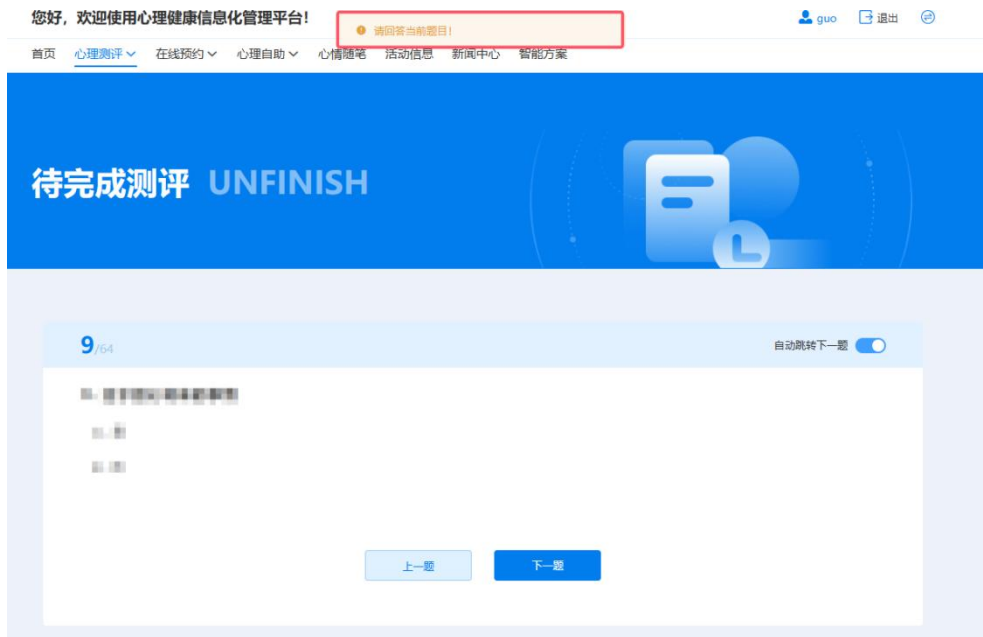 您好，欢迎使用心理健康信息化管理平台！
请回答当前题目！
guo 退出
首页 心理测评 在线预约 心理自助 心情随笔 活动信息 新闻中心 智能方案
待完成测评 UNFINISH
9/64
自动跳转下一题
上一题 下一题